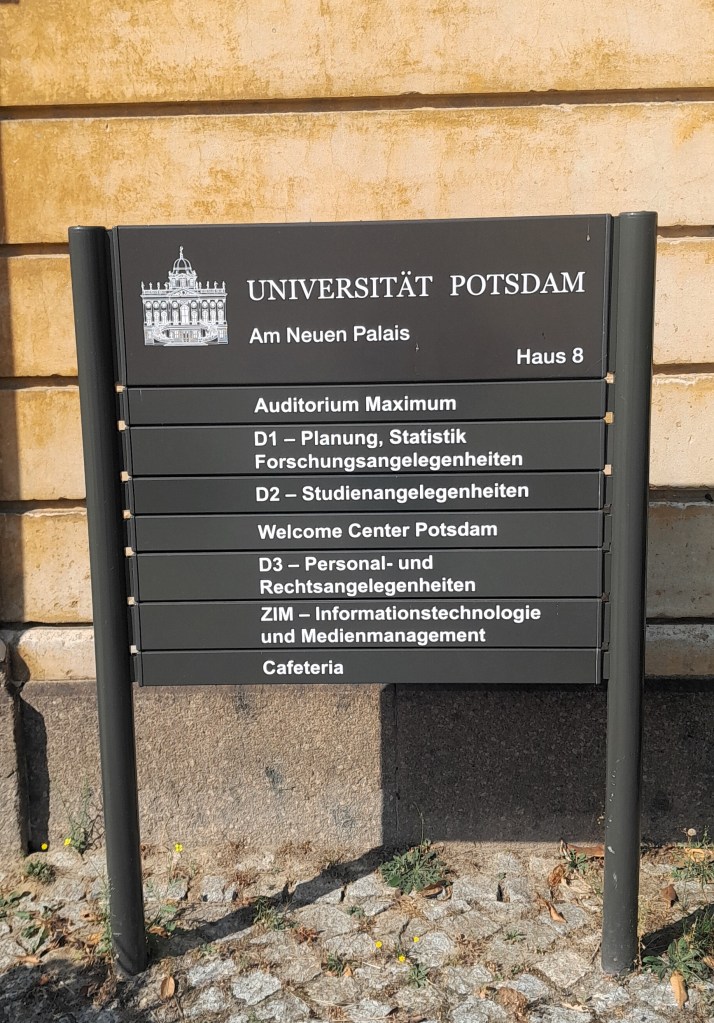 UNIVERSITÄT POTSDAM
Am Neuen Palais
Haus 8
Auditorium Maximum
D1 – Planung, Statistik
Forschungsangelegenheiten
D2 – Studienangelegenheiten
Welcome Center Potsdam
D3 – Personal- und
Rechtsangelegenheiten
ZIM – Informationstechnologie
und Medienmanagement
Cafeteria